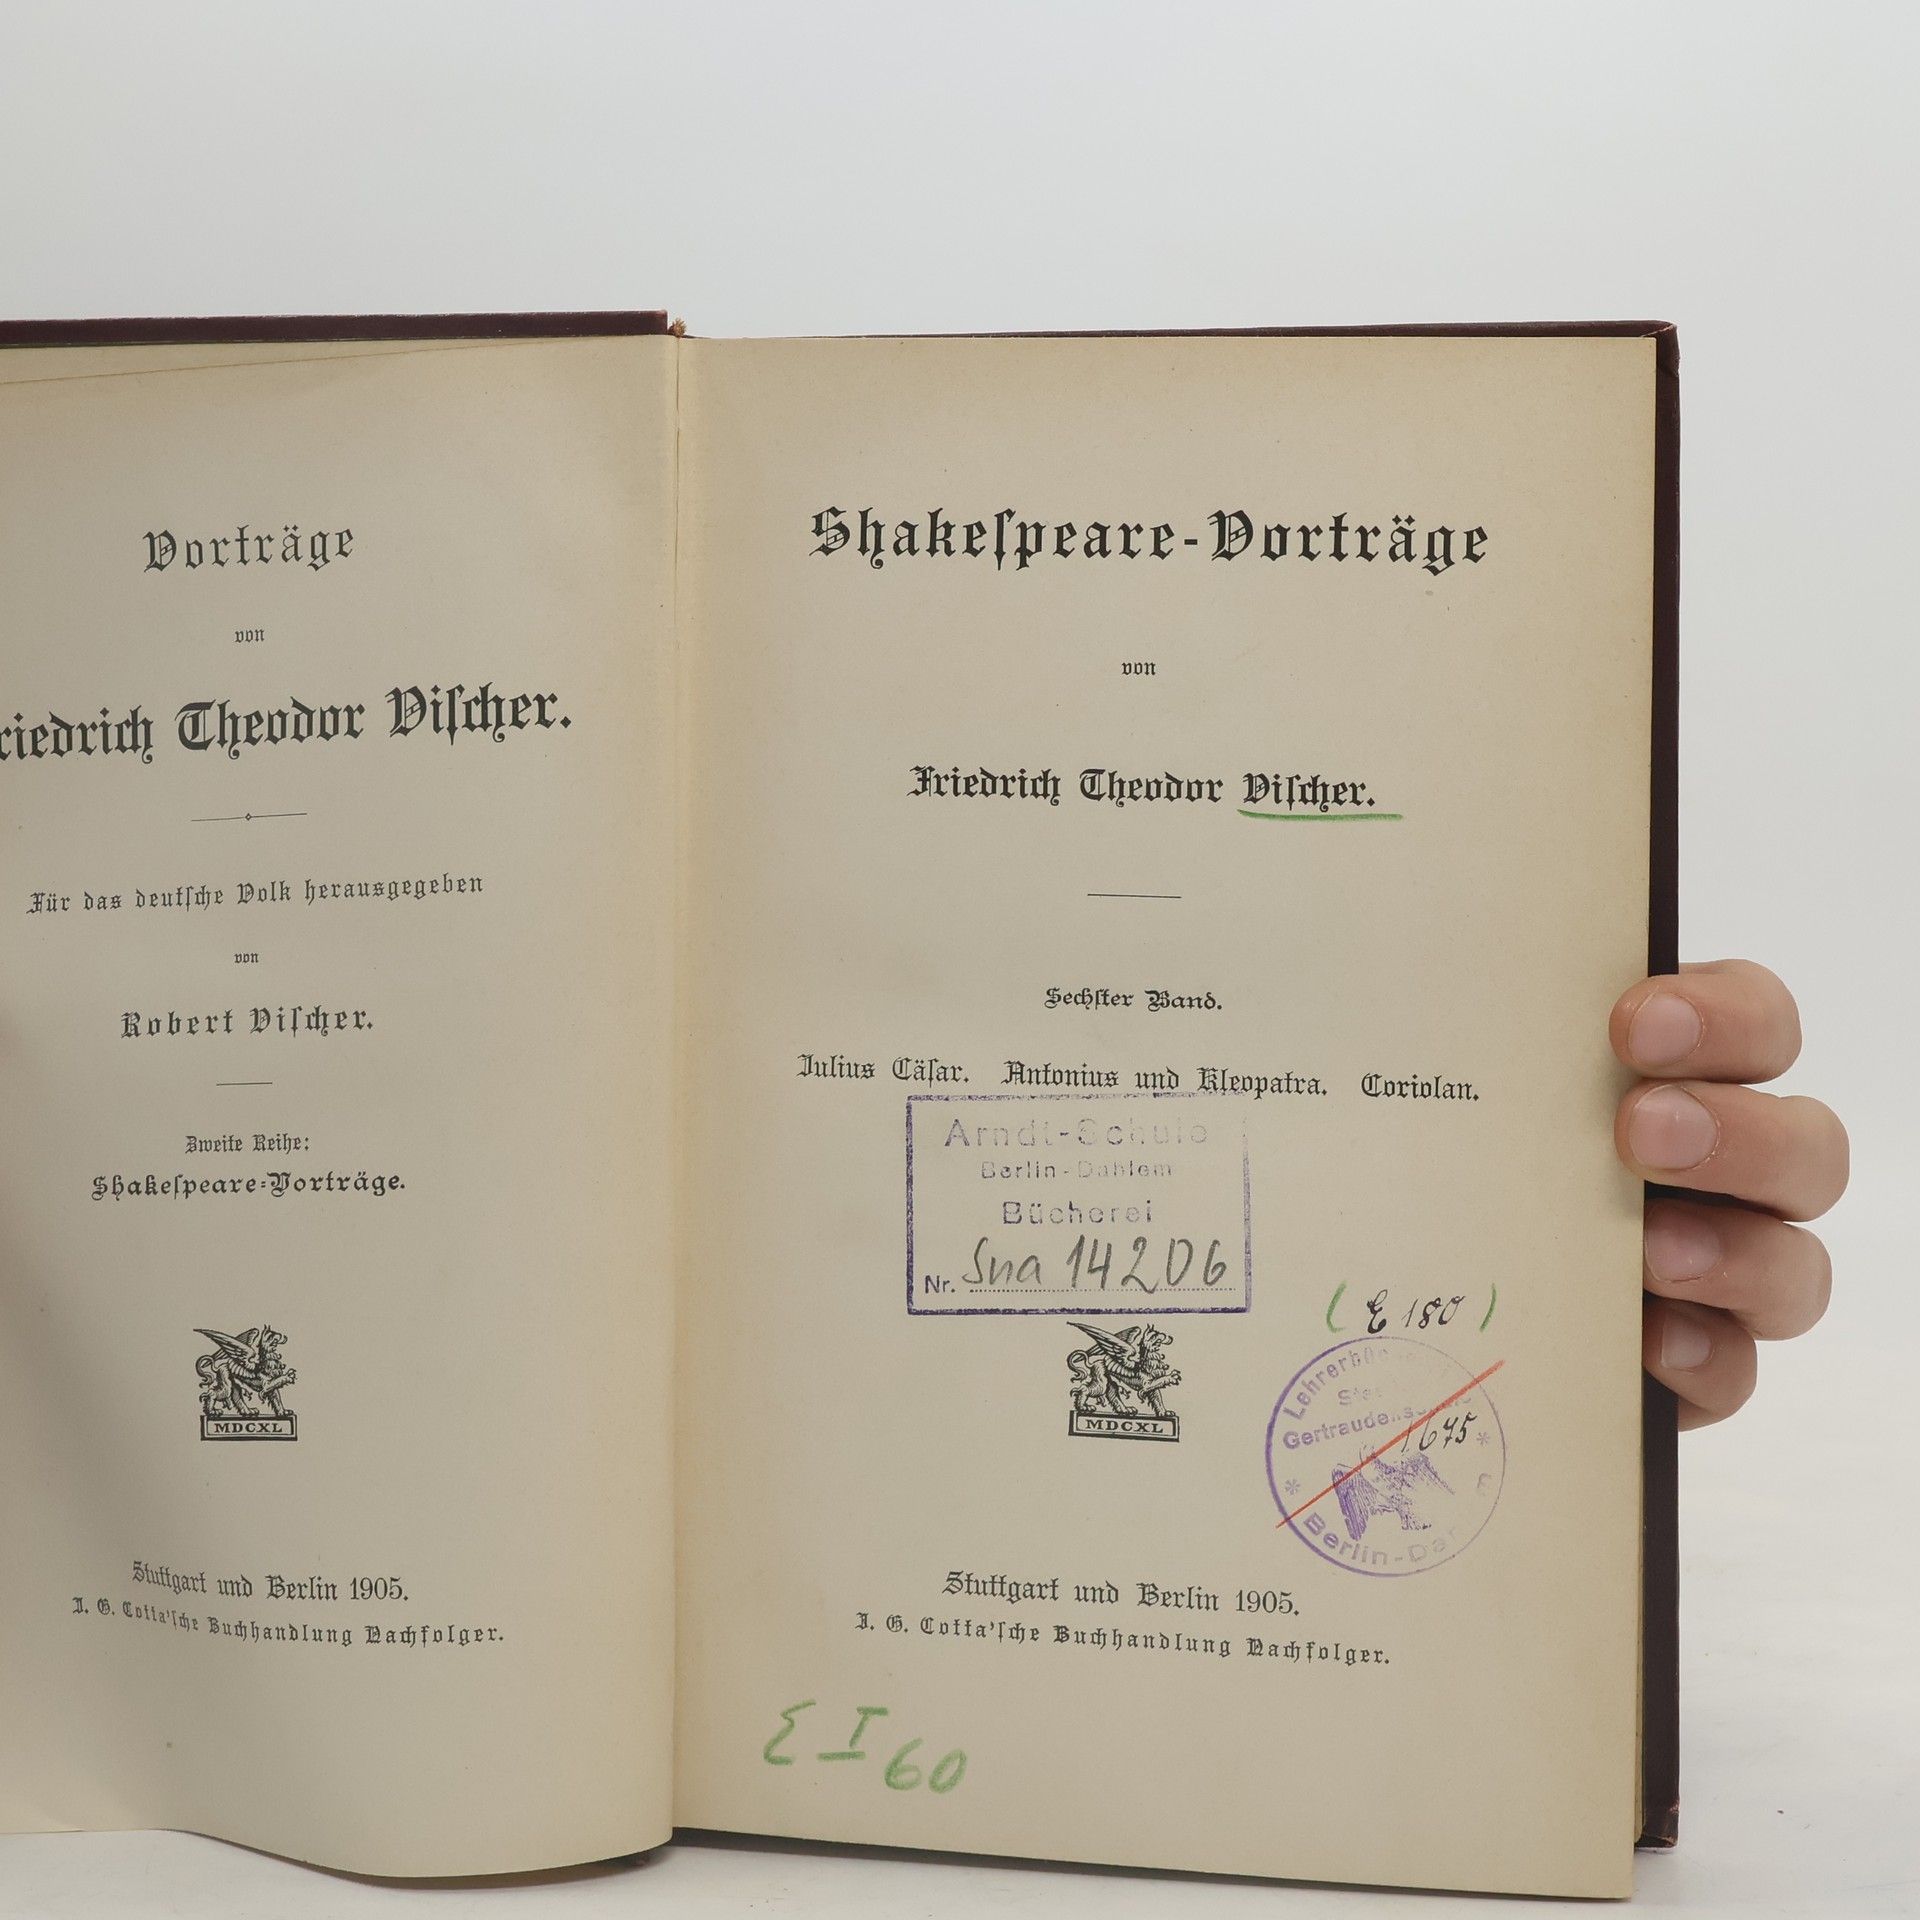 Vorträge
von
riedrich Theodor Viſcher.
Für das deutſche Volk herausgegeben
von
Robert Viſcher.
Zweite Reihe:
Shakeſpeare-Vorträge.
MDCXL
Stuttgart und Berlin 1905.
J. G. Cotta'ſche Buchhandlung Nachfolger.
Shakeſpeare-Vorträge
von
Friedrich Theodor Viſcher.
Sechſter Band.
Julius Cäſar. Antonius und Kleopatra. Coriolan.
Arndt-Schule
Berlin-Dahlem
Bücherei
Nr. Sna 14206
(E 180)
Gertraudenschule
1675
Berlin-Da
MDCXL
Stuttgart und Berlin 1905.
J. G. Cotta'ſche Buchhandlung Nachfolger.
E I 60